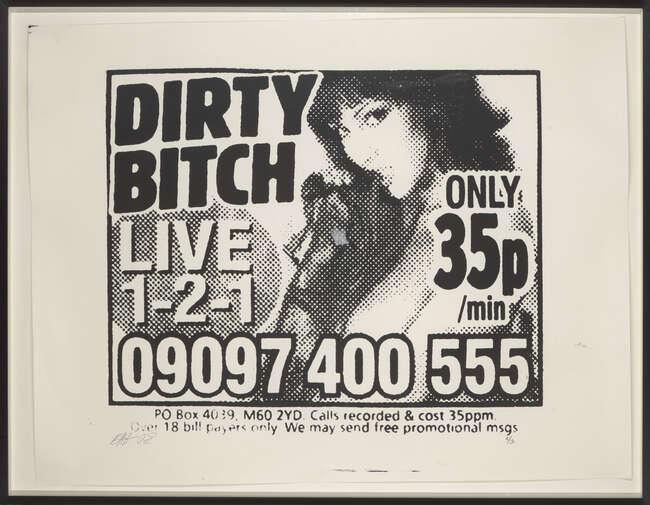 DIRTY
BITCH
LIVE
1-2-1
ONLY
35p
/min
09097 400 555
PO Box 4039, M60 2YD. Calls recorded & cost 35ppm.
Over 18 bill payers only. We may send free promotional msgs